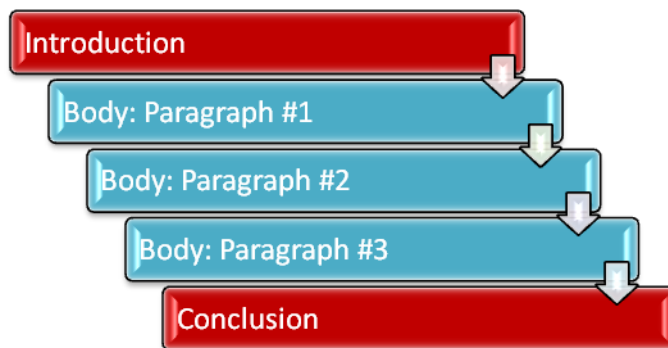 Introduction
Body: Paragraph #1
Body: Paragraph #2
Body: Paragraph #3
Conclusion